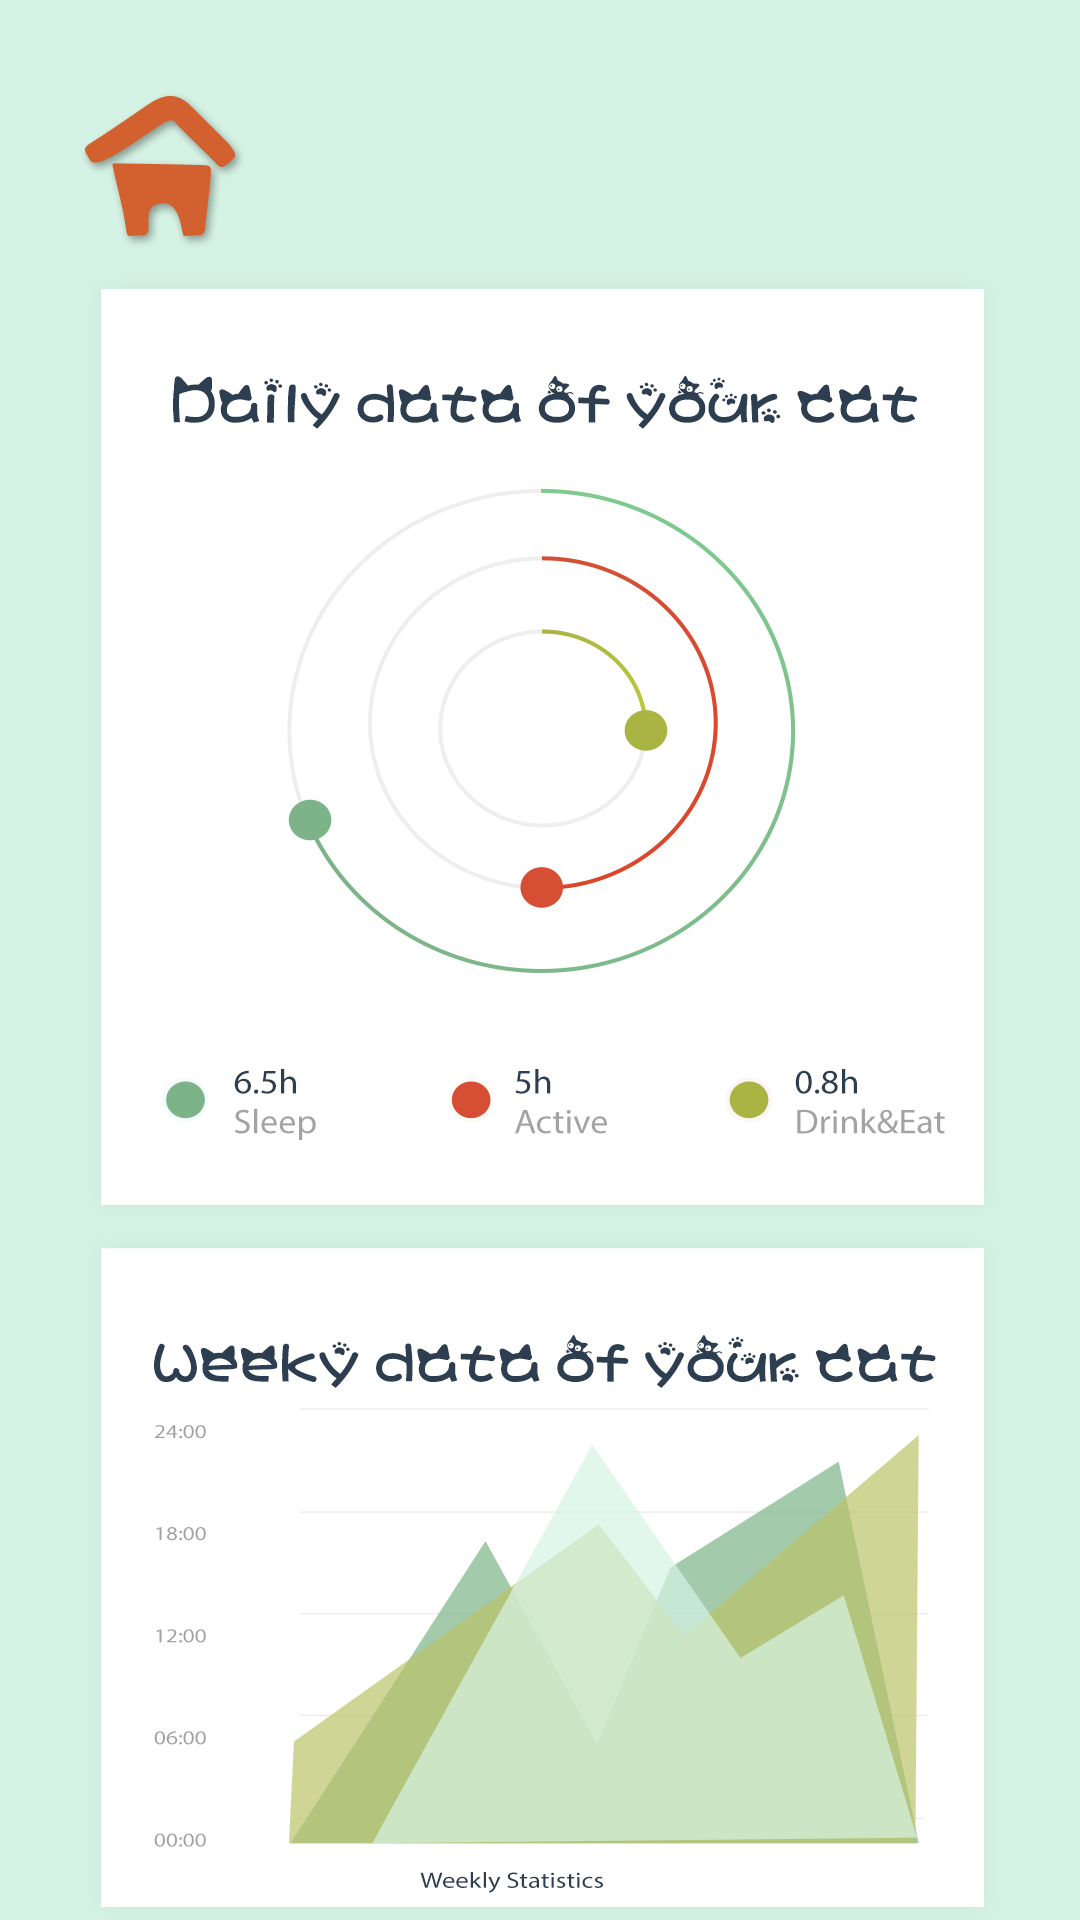 Daily data of your cat
6.5h
Sleep
5h
Active
0.8h
Drink&Eat
Weeky data of your cat
24:00
18:00
12:00
06:00
00:00
Weekly Statistics